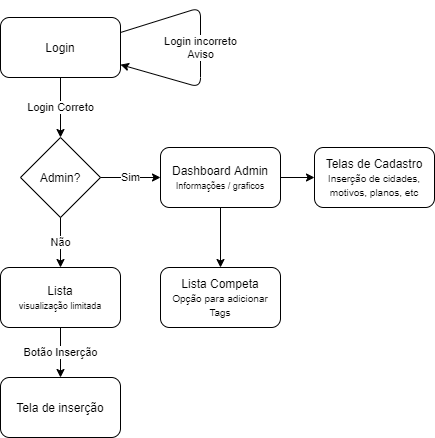 Login
Login incorreto
Aviso
Login Correto
Admin?
Sim
Dashboard Admin
Informações / graficos
Telas de Cadastro
Inserção de cidades,
motivos, planos, etc
Não
Lista
visualização limitada
Lista Competa
Opção para adicionar
Tags
Botão Inserção
Tela de inserção